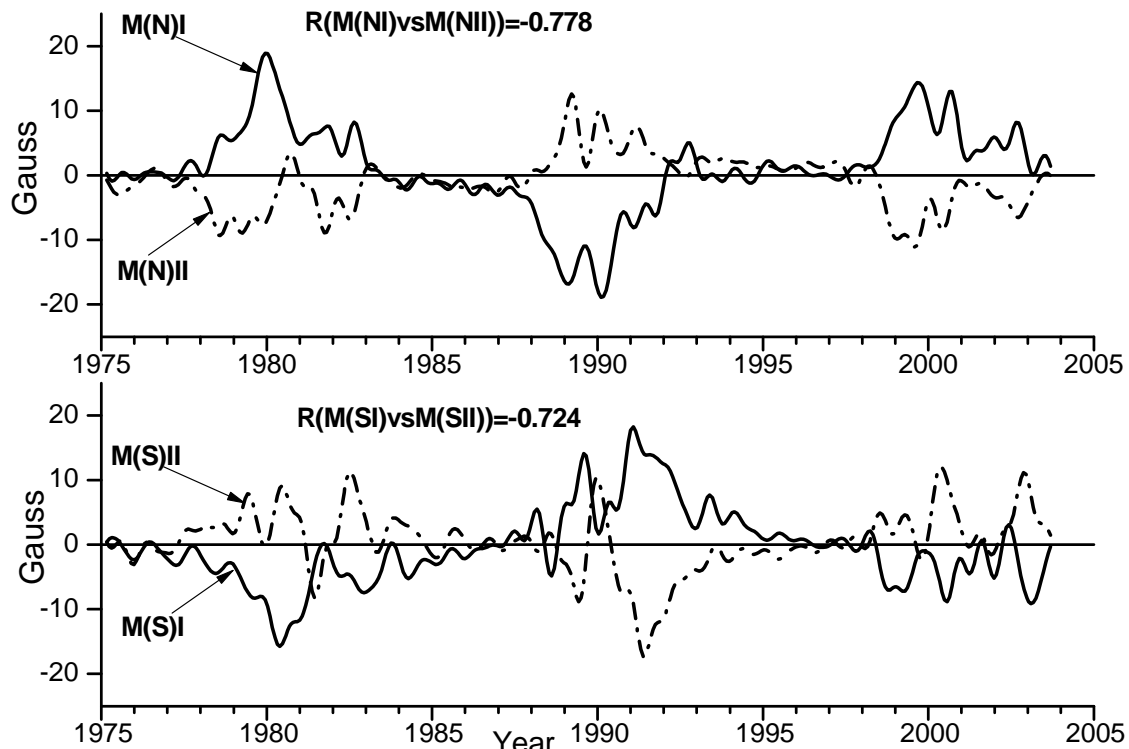 M(N)I
R(M(NI)vsM(NII))=-0.778
20
10
0
-10
-20
Gauss
M(N)II
1975 1980 1985 1990 1995 2000 2005
R(M(SI)vsM(SII))=-0.724
20
M(S)II
10
0
-10
-20
Gauss
M(S)I
1975 1980 1985 1990 1995 2000 2005
Year